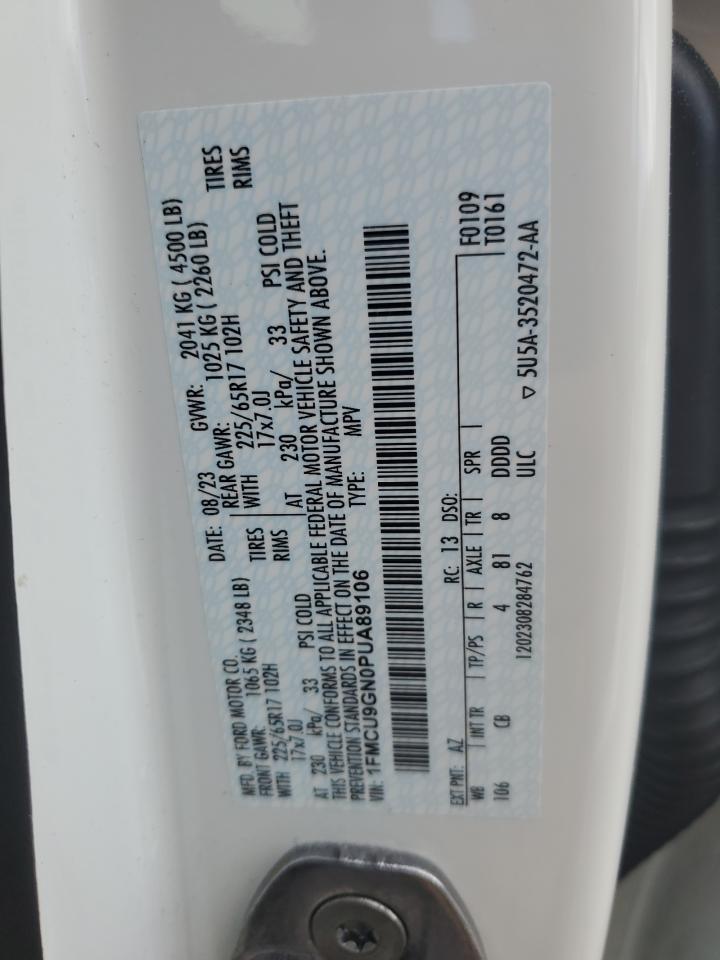 MFD. BY FORD MOTOR CO.
DATE: 08/23 GVWR: 2041 KG ( 4500 LB)
FRONT GAWR: 1065 KG ( 2348 LB) REAR GAWR: 1025 KG ( 2260 LB)
WITH 225/65R17 102H TIRES WITH 225/65R17 102H TIRES
17x7.0J RIMS 17x7.0J RIMS
AT 230 kPa/ 33 PSI COLD AT 230 kPa/ 33 PSI COLD
THIS VEHICLE CONFORMS TO ALL APPLICABLE FEDERAL MOTOR VEHICLE SAFETY AND THEFT
PREVENTION STANDARDS IN EFFECT ON THE DATE OF MANUFACTURE SHOWN ABOVE.
VIN: 1FMCU9GN0PUA89106 TYPE: MPV
EXT PNT: AZ RC: 13 DSO: F0109
WB INT TR TP/PS R AXLE TR SPR T0161
106 CB 4 81 8 DDDD
1202308284762 ULC ▽ 5U5A-3520472-AA